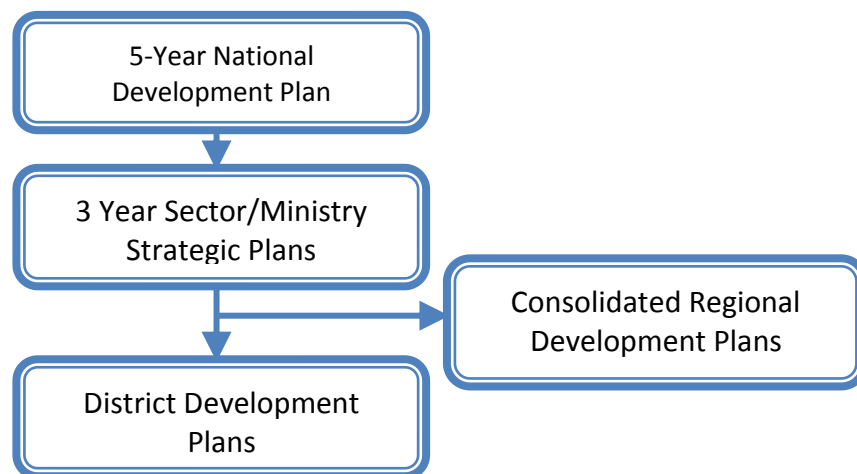 5-Year National
Development Plan
3 Year Sector/Ministry
Strategic Plans
Consolidated Regional
Development Plans
District Development
Plans